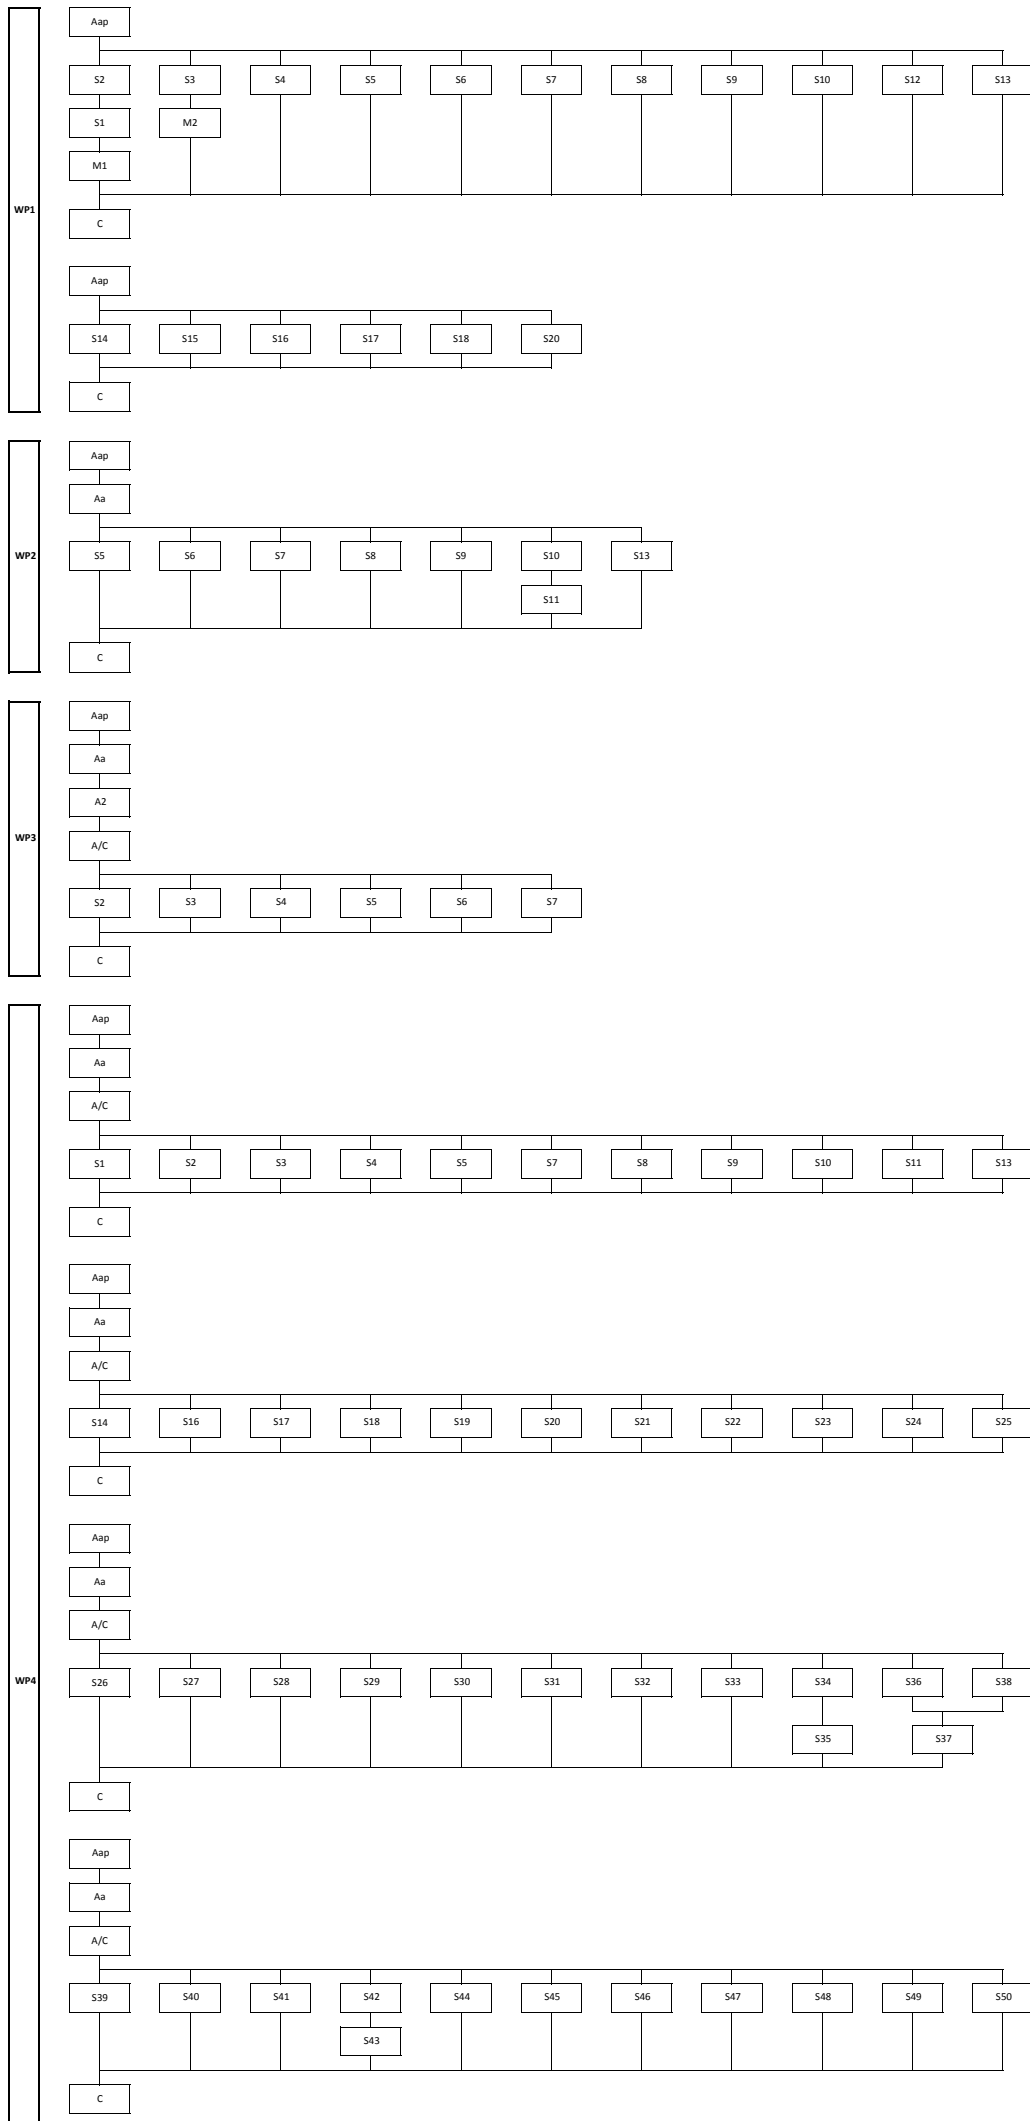 Aap
S2 S3 S4 S5 S6 S7 S8 S9 S10 S12 S13
S1 M2
M1
WP1
C
Aap
S14 S15 S16 S17 S18 S20
C
Aap
Aa
WP2
S5 S6 S7 S8 S9 S10 S13
S11
C
Aap
Aa
A2
WP3
A/C
S2 S3 S4 S5 S6 S7
C
Aap
Aa
A/C
S1 S2 S3 S4 S5 S7 S8 S9 S10 S11 S13
C
Aap
Aa
A/C
S14 S16 S17 S18 S19 S20 S21 S22 S23 S24 S25
C
Aap
Aa
A/C
WP4
S26 S27 S28 S29 S30 S31 S32 S33 S34 S36 S38
S35 S37
C
Aap
Aa
A/C
S39 S40 S41 S42 S44 S45 S46 S47 S48 S49 S50
S43
C